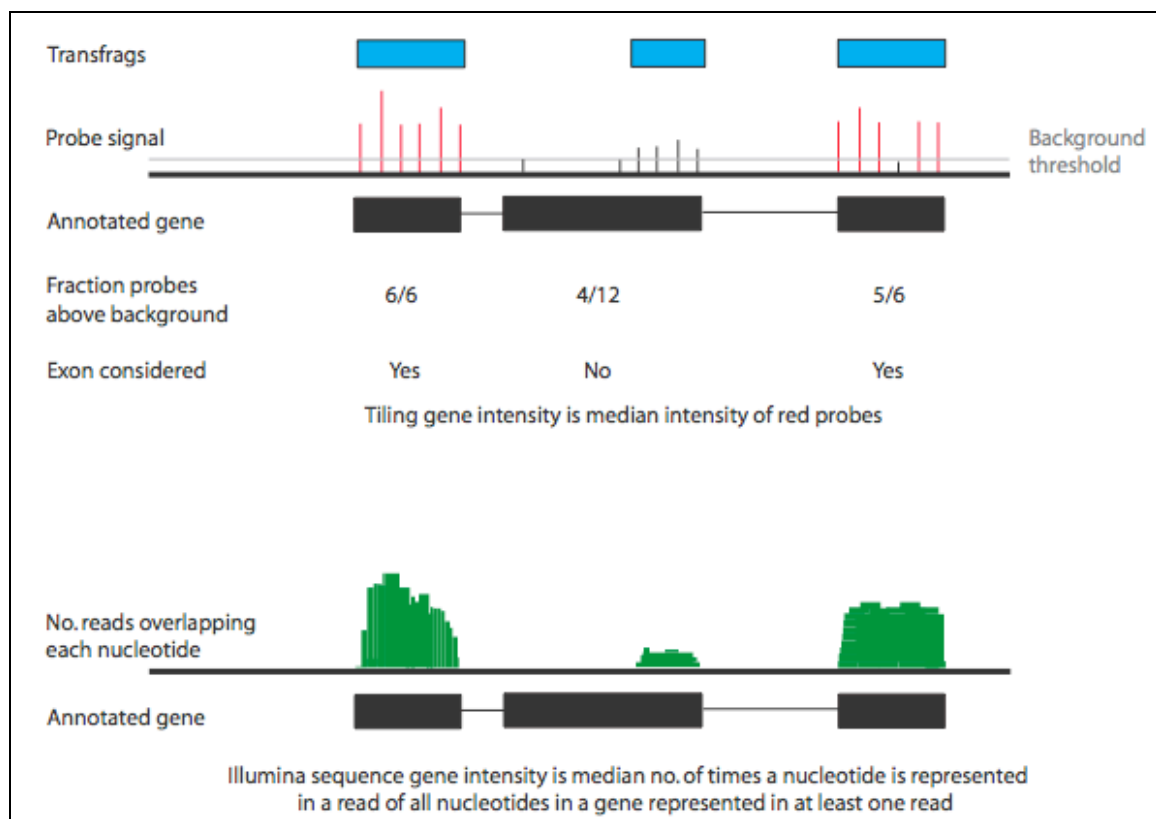 Transfrags
Probe signal
Background
threshold
Annotated gene
Fraction probes
above background
6/6
4/12
5/6
Exon considered
Yes
No
Yes
Tiling gene intensity is median intensity of red probes
No. reads overlapping
each nucleotide
Annotated gene
Illumina sequence gene intensity is median no. of times a nucleotide is represented
in a read of all nucleotides in a gene represented in at least one read